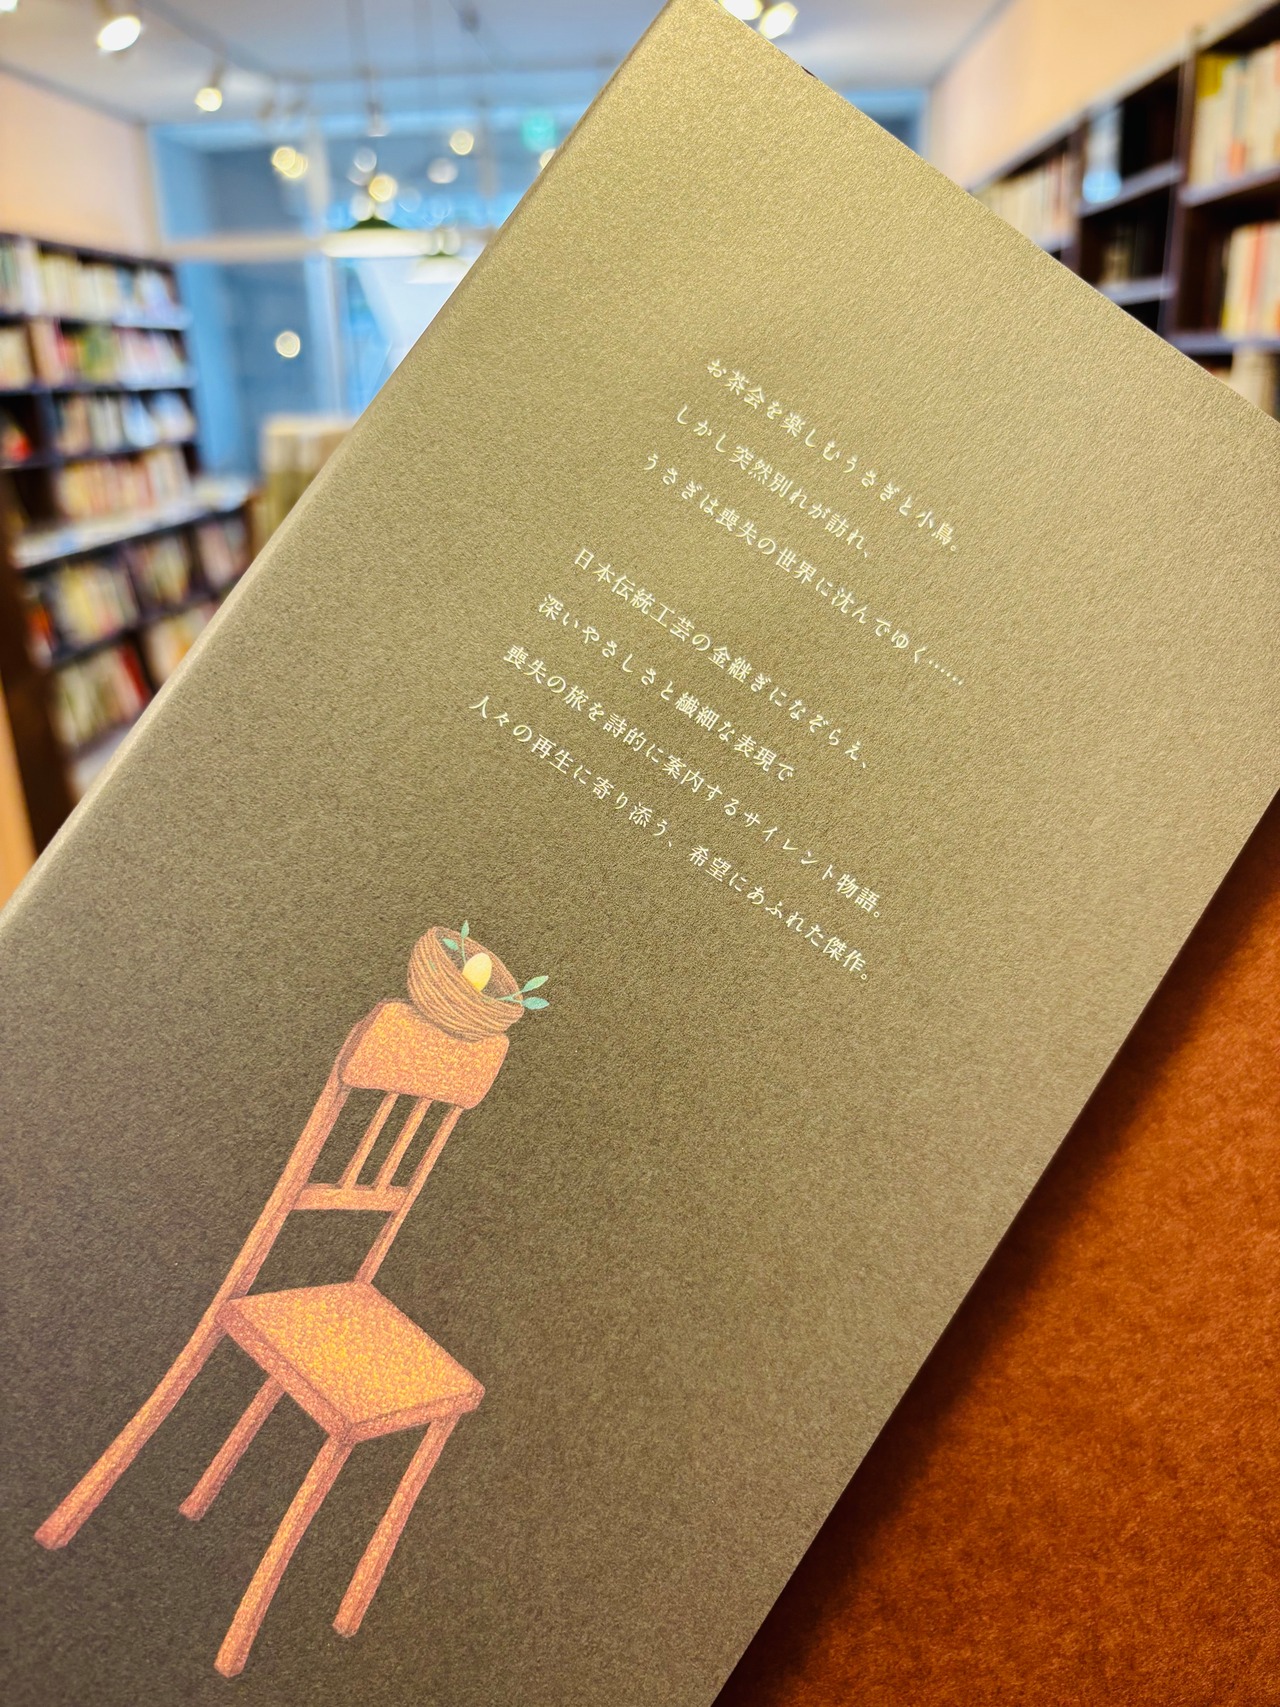 お茶会を楽しむうさぎと小鳥。
しかし突然別れが訪れ、
うさぎは喪失の世界に沈んでゆく……
日本伝統工芸の金継ぎになぞらえ、
深いやさしさと繊細な表現で
喪失の旅を詩的に案内するサイレント物語。
人々の再生に寄り添う、希望にあふれた傑作。